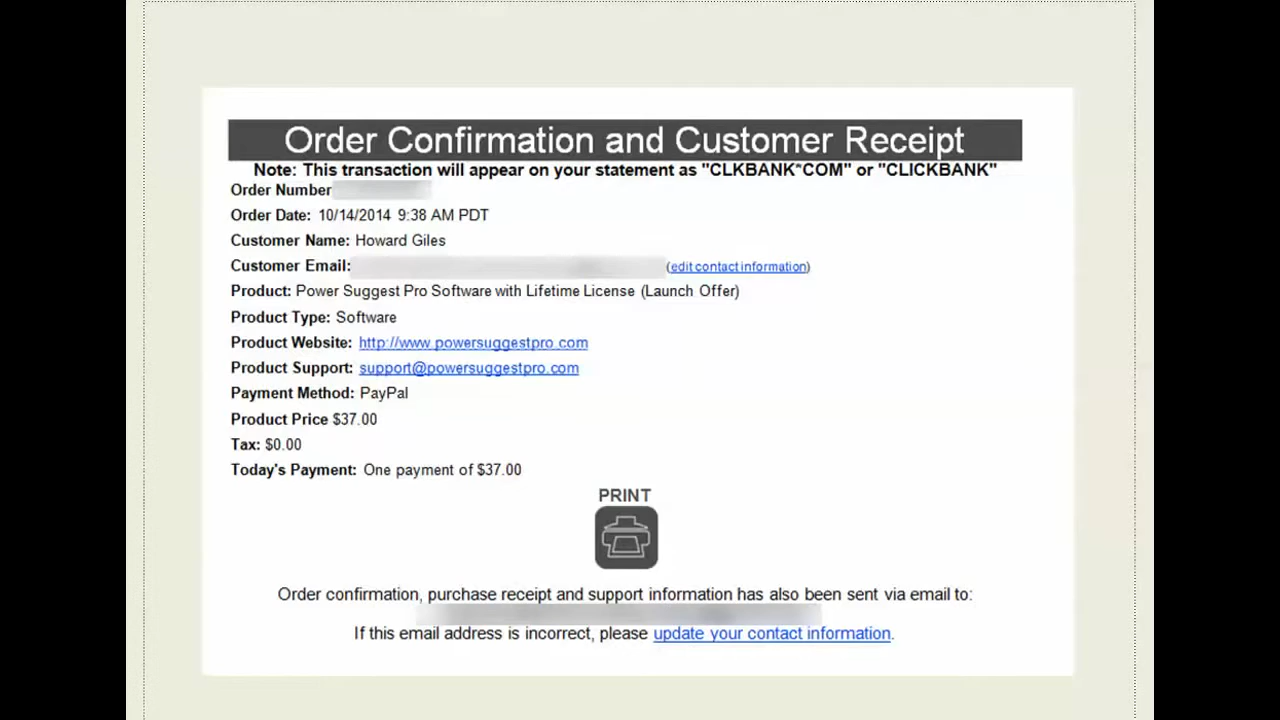 Order Confirmation and Customer Receipt
Note: This transaction will appear on your statement as "CLKBANK*COM" or "CLICKBANK"
Order Number
Order Date: 10/14/2014 9:38 AM PDT
Customer Name: Howard Giles
Customer Email: (edit contact information)
Product: Power Suggest Pro Software with Lifetime License (Launch Offer)
Product Type: Software
Product Website: http://www.powersuggestpro.com
Product Support: support@powersuggestpro.com
Payment Method: PayPal
Product Price $37.00
Tax: $0.00
Today's Payment: One payment of $37.00
PRINT
Order confirmation, purchase receipt and support information has also been sent via email to:
If this email address is incorrect, please update your contact information.